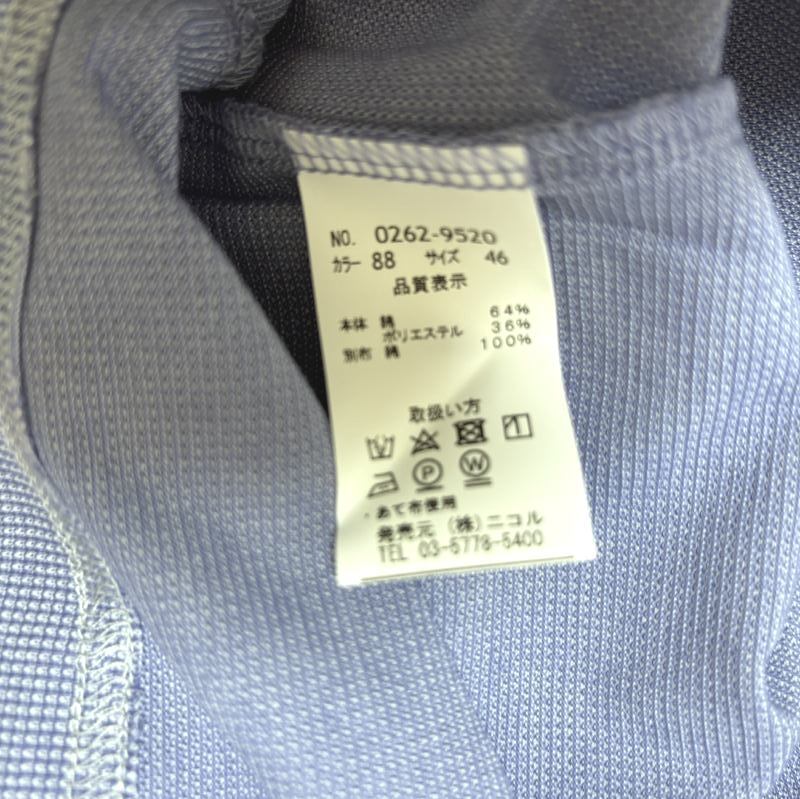 NO. 0262-9520
カラー 88 サイズ 46
品質表示
本体 綿 64%
ポリエステル 36%
別布 綿 100%
取扱い方
P W
・あて布使用
発売元 (株)ニコル
TEL 03-5778-5400